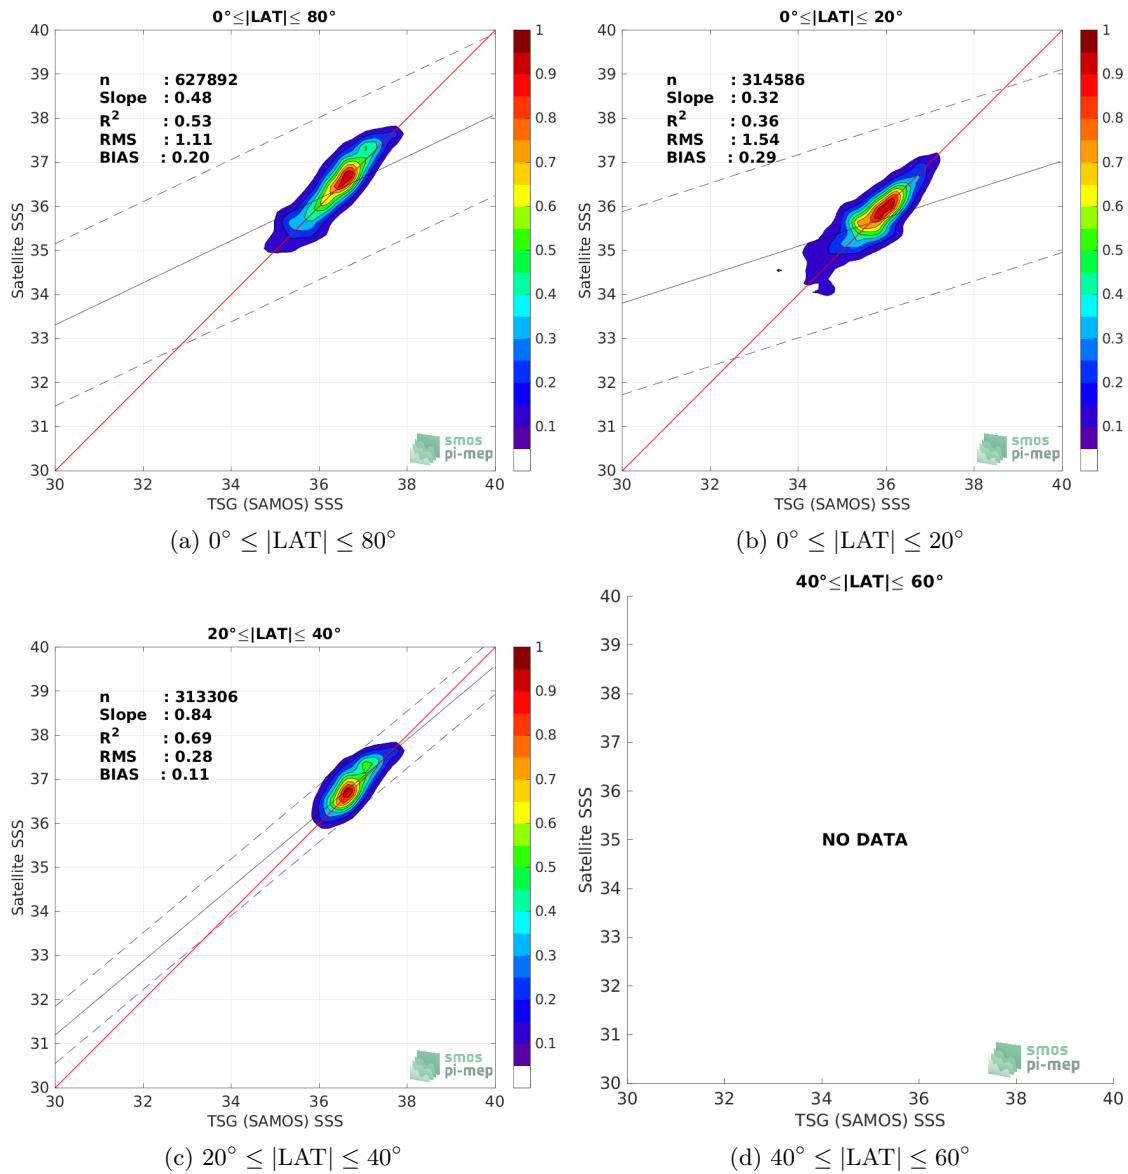 0°≤|LAT|≤ 80°
40
39
38
37
36
35
34
33
32
31
30
Satellite SSS
n : 627892
Slope : 0.48
R² : 0.53
RMS : 1.11
BIAS : 0.20
smos
pi-mep
30 32 34 36 38 40
TSG (SAMOS) SSS
1
0.9
0.8
0.7
0.6
0.5
0.4
0.3
0.2
0.1
(a) 0° ≤ |LAT| ≤ 80°
0°≤|LAT|≤ 20°
40
39
38
37
36
35
34
33
32
31
30
Satellite SSS
n : 314586
Slope : 0.32
R² : 0.36
RMS : 1.54
BIAS : 0.29
smos
pi-mep
30 32 34 36 38 40
TSG (SAMOS) SSS
1
0.9
0.8
0.7
0.6
0.5
0.4
0.3
0.2
0.1
(b) 0° ≤ |LAT| ≤ 20°
20°≤|LAT|≤ 40°
40
39
38
37
36
35
34
33
32
31
30
Satellite SSS
n : 313306
Slope : 0.84
R² : 0.69
RMS : 0.28
BIAS : 0.11
smos
pi-mep
30 32 34 36 38 40
TSG (SAMOS) SSS
1
0.9
0.8
0.7
0.6
0.5
0.4
0.3
0.2
0.1
(c) 20° ≤ |LAT| ≤ 40°
40°≤|LAT|≤ 60°
40
39
38
37
36
35
34
33
32
31
30
Satellite SSS
NO DATA
smos
pi-mep
30 32 34 36 38 40
TSG (SAMOS) SSS
(d) 40° ≤ |LAT| ≤ 60°